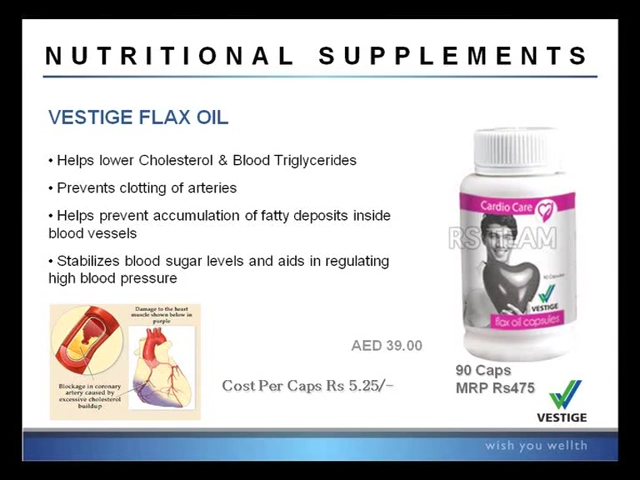 NUTRITIONAL SUPPLEMENTS
VESTIGE FLAX OIL
• Helps lower Cholesterol & Blood Triglycerides
• Prevents clotting of arteries
• Helps prevent accumulation of fatty deposits inside
blood vessels
• Stabilizes blood sugar levels and aids in regulating
high blood pressure
Cardio Care
90 Capsules
VESTIGE
flax oil capsules
Damage to the heart
muscle shown below in
purple
Blockage in coronary
artery caused by
excessive cholesterol
buildup
AED 39.00
Cost Per Caps Rs 5.25/-
90 Caps
MRP Rs475
VESTIGE
wish you wellth